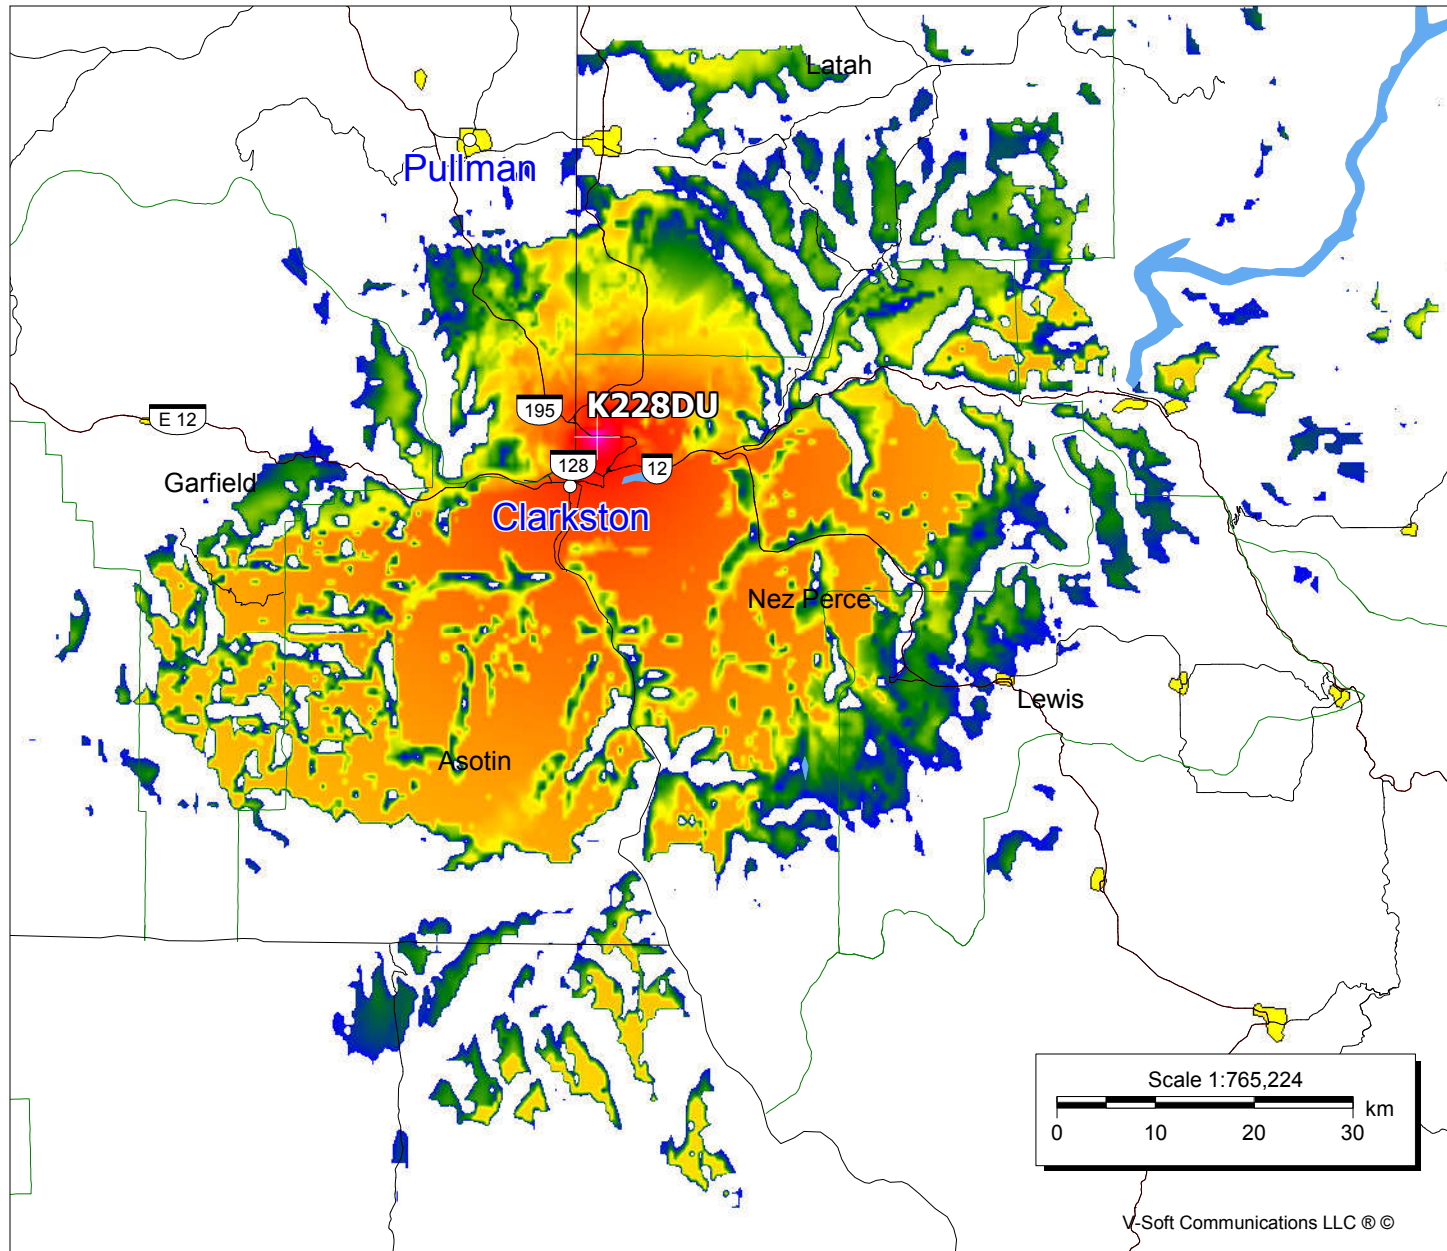 Latah
Pullman
195
K228DU
E 12
128
12
Garfield
Clarkston
Nez Perce
Lewis
Asotin
Scale 1:765,224
km
0 10 20 30
V-Soft Communications LLC ® ©